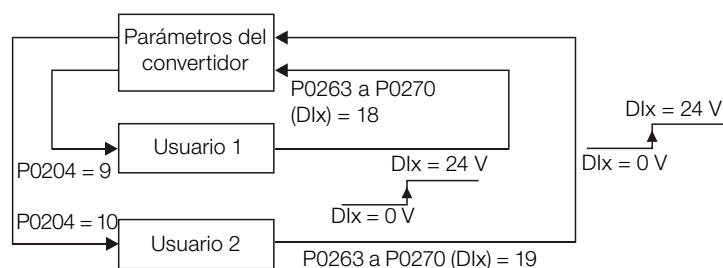 Parámetros del
convertidor
P0263 a P0270
(DIx) = 18
DIx = 24 V
Usuario 1
DIx = 24 V
DIx = 0 V
P0204 = 9
DIx = 0 V
P0204 = 10
Usuario 2
P0263 a P0270 (DIx) = 19